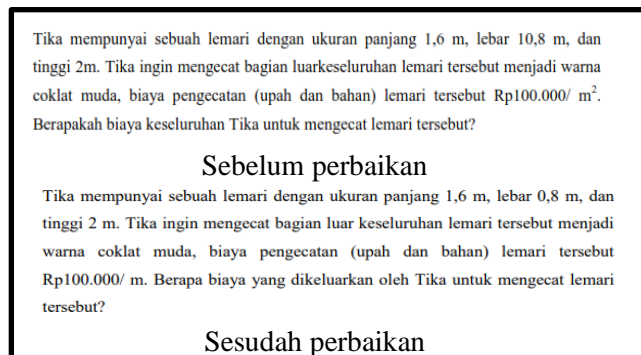 Tika mempunyai sebuah lemari dengan ukuran panjang 1,6 m, lebar 10,8 m, dan
tinggi 2m. Tika ingin mengecat bagian luarkeseluruhan lemari tersebut menjadi warna
coklat muda, biaya pengecatan (upah dan bahan) lemari tersebut Rp100.000/ m².
Berapakah biaya keseluruhan Tika untuk mengecat lemari tersebut?
Sebelum perbaikan
Tika mempunyai sebuah lemari dengan ukuran panjang 1,6 m, lebar 0,8 m, dan
tinggi 2 m. Tika ingin mengecat bagian luar keseluruhan lemari tersebut menjadi
warna coklat muda, biaya pengecatan (upah dan bahan) lemari tersebut
Rp100.000/ m. Berapa biaya yang dikeluarkan oleh Tika untuk mengecat lemari
tersebut?
Sesudah perbaikan